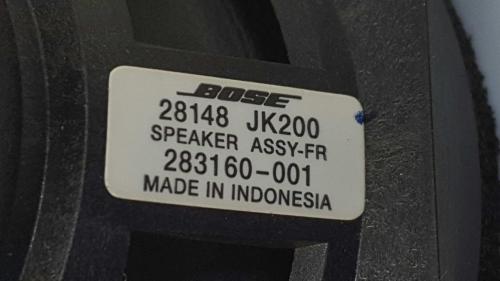 BOSE
28148 JK200
SPEAKER ASSY-FR
283160-001
MADE IN INDONESIA